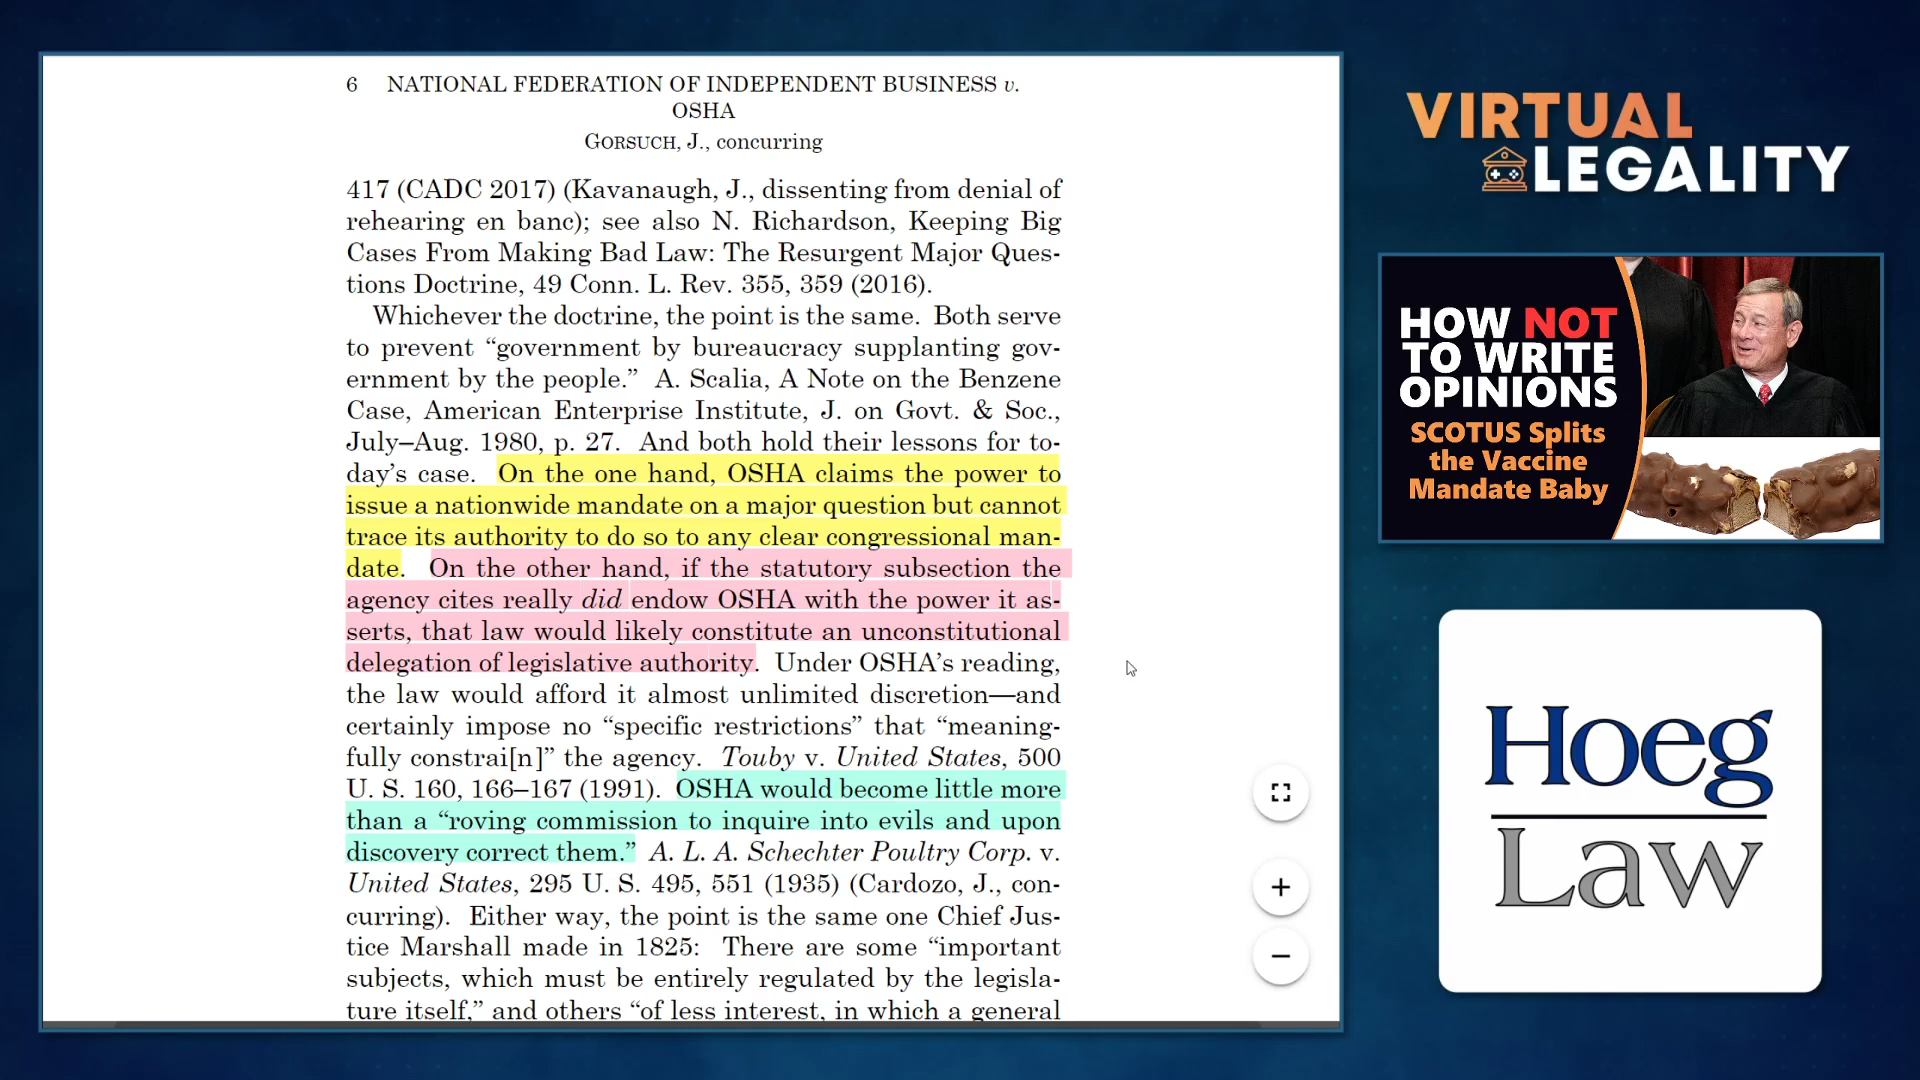 6 NATIONAL FEDERATION OF INDEPENDENT BUSINESS v.
OSHA
GORSUCH, J., concurring
417 (CADC 2017) (Kavanaugh, J., dissenting from denial of
rehearing en banc); see also N. Richardson, Keeping Big
Cases From Making Bad Law: The Resurgent Major Ques-
tions Doctrine, 49 Conn. L. Rev. 355, 359 (2016).
Whichever the doctrine, the point is the same. Both serve
to prevent “government by bureaucracy supplanting gov-
ernment by the people.” A. Scalia, A Note on the Benzene
Case, American Enterprise Institute, J. on Govt. & Soc.,
July–Aug. 1980, p. 27. And both hold their lessons for to-
day’s case. On the one hand, OSHA claims the power to
issue a nationwide mandate on a major question but cannot
trace its authority to do so to any clear congressional man-
date. On the other hand, if the statutory subsection the
agency cites really did endow OSHA with the power it as-
serts, that law would likely constitute an unconstitutional
delegation of legislative authority. Under OSHA’s reading,
the law would afford it almost unlimited discretion—and
certainly impose no “specific restrictions” that “meaning-
fully constrai[n]” the agency. Touby v. United States, 500
U. S. 160, 166–167 (1991). OSHA would become little more
than a “roving commission to inquire into evils and upon
discovery correct them.” A. L. A. Schechter Poultry Corp. v.
United States, 295 U. S. 495, 551 (1935) (Cardozo, J., con-
curring). Either way, the point is the same one Chief Jus-
tice Marshall made in 1825: There are some “important
subjects, which must be entirely regulated by the legisla-
ture itself,” and others “of less interest, in which a general
VIRTUAL
LEGALITY
HOW NOT
TO WRITE
OPINIONS
SCOTUS Splits
the Vaccine
Mandate Baby
Hoeg
Law